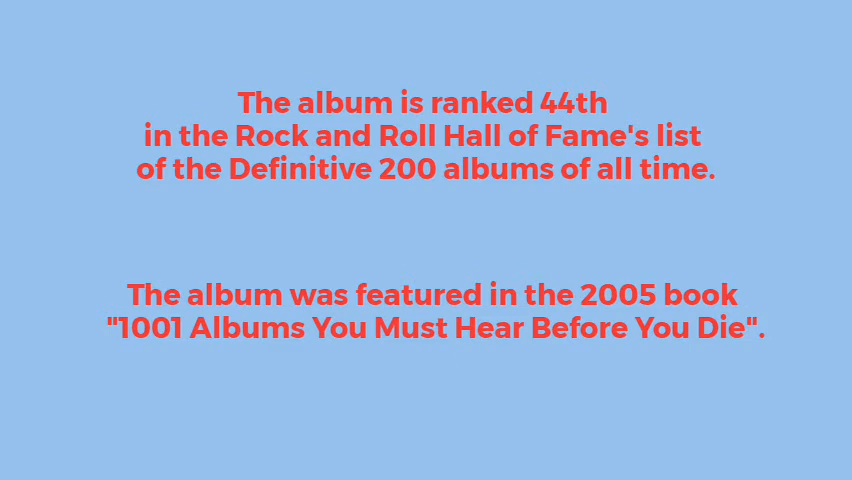 The album is ranked 44th
in the Rock and Roll Hall of Fame's list
of the Definitive 200 albums of all time.
The album was featured in the 2005 book
"1001 Albums You Must Hear Before You Die".